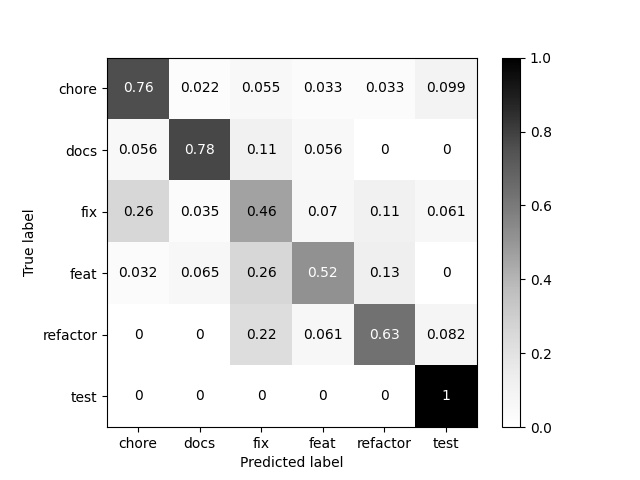 chore 0.76 0.022 0.055 0.033 0.033 0.099
docs 0.056 0.78 0.11 0.056 0 0
fix 0.26 0.035 0.46 0.07 0.11 0.061
feat 0.032 0.065 0.26 0.52 0.13 0
refactor 0 0 0.22 0.061 0.63 0.082
test 0 0 0 0 0 1
chore docs fix feat refactor test
Predicted label
True label
1.0
0.8
0.6
0.4
0.2
0.0